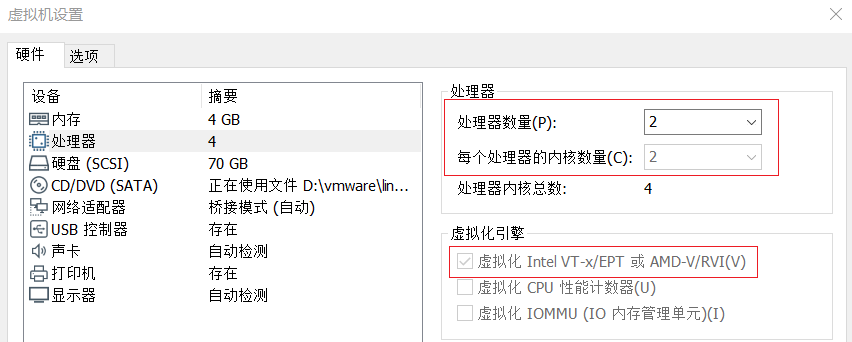 虚拟机设置
硬件 选项
设备 摘要
内存 4 GB
处理器 4
硬盘 (SCSI) 70 GB
CD/DVD (SATA) 正在使用文件 D:\vmware\lin...
网络适配器 桥接模式 (自动)
USB 控制器 存在
声卡 自动检测
打印机 存在
显示器 自动检测
处理器
处理器数量(P): 2
每个处理器的内核数量(C): 2
处理器内核总数: 4
虚拟化引擎
虚拟化 Intel VT-x/EPT 或 AMD-V/RVI(V)
虚拟化 CPU 性能计数器(U)
虚拟化 IOMMU (IO 内存管理单元)(I)